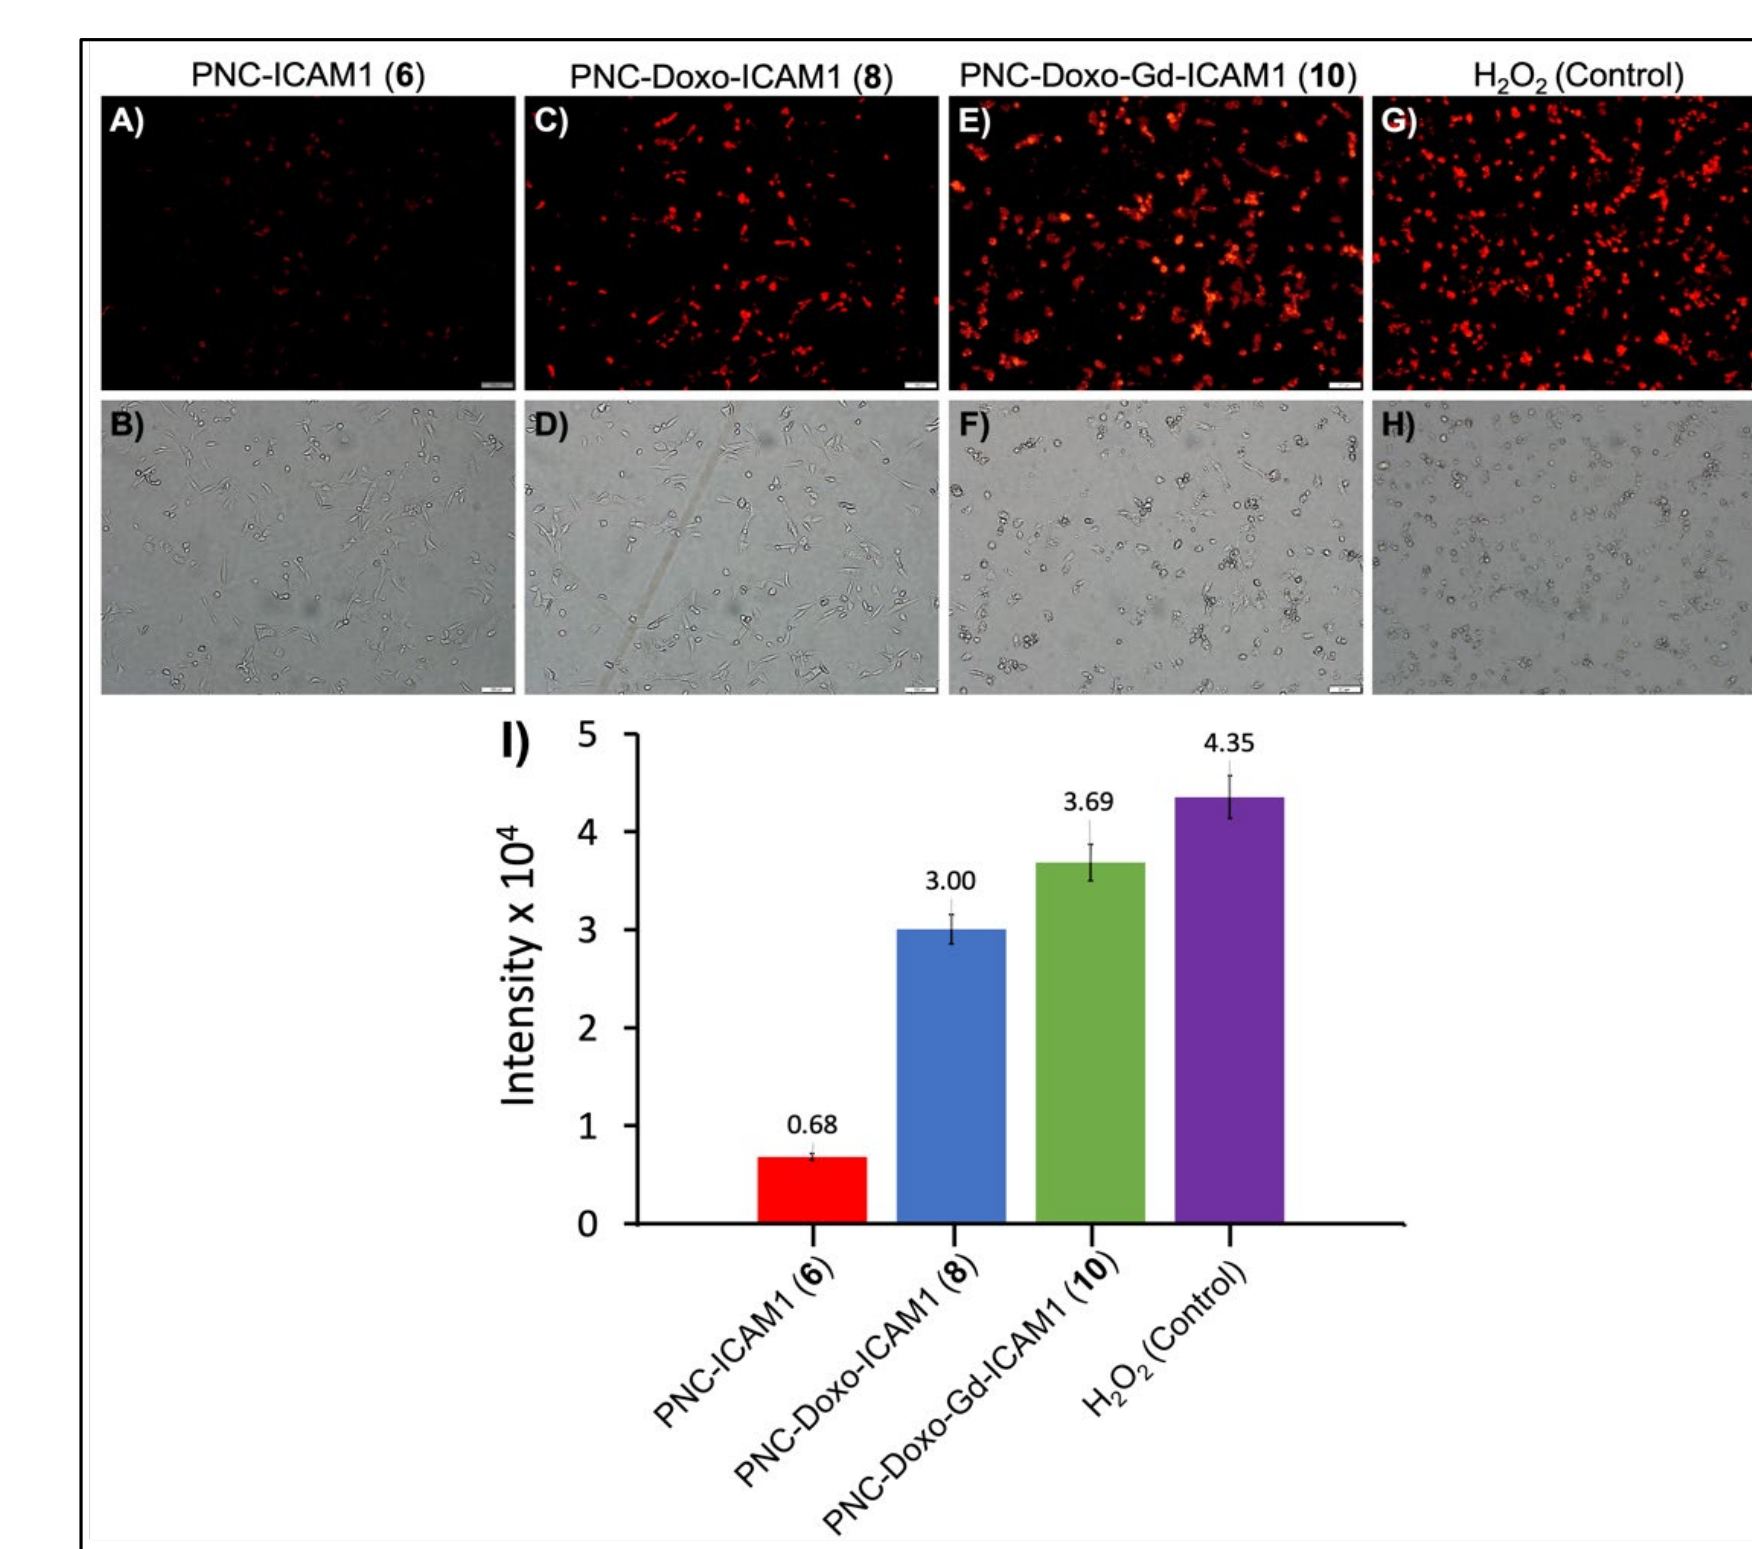 PNC-ICAM1 (6)
PNC-Doxo-ICAM1 (8)
PNC-Doxo-Gd-ICAM1 (10)
H₂O₂ (Control)
A)
C)
E)
G)
B)
D)
F)
H)
I)
Intensity x 10⁴
5
4
3
2
1
0
0.68
3.00
3.69
4.35
PNC-ICAM1 (6)
PNC-Doxo-ICAM1 (8)
PNC-Doxo-Gd-ICAM1 (10)
H₂O₂ (Control)